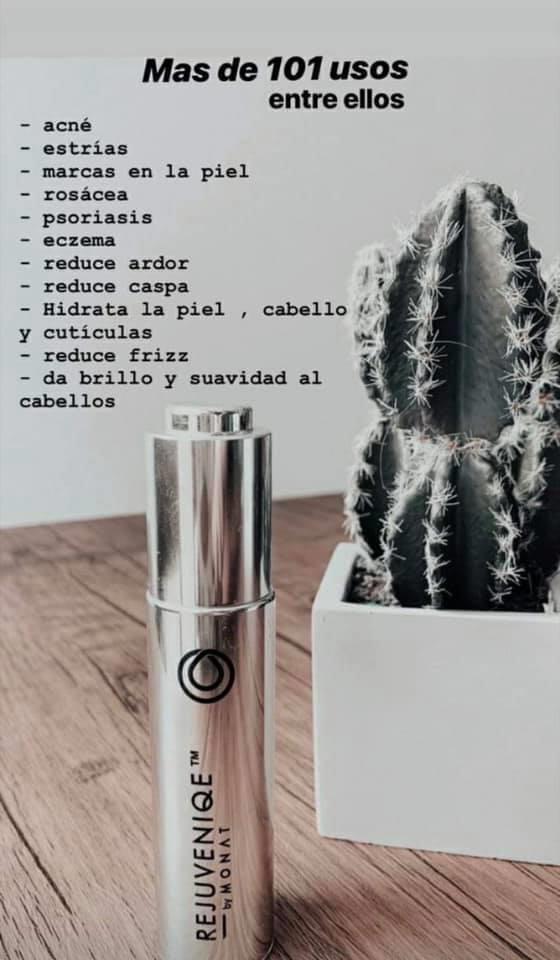 Mas de 101 usos
entre ellos
- acné
- estrías
- marcas en la piel
- rosácea
- psoriasis
- eczema
- reduce ardor
- reduce caspa
- Hidrata la piel , cabello
y cutículas
- reduce frizz
- da brillo y suavidad al
cabellos
REJUVENIQE™
by MONAT